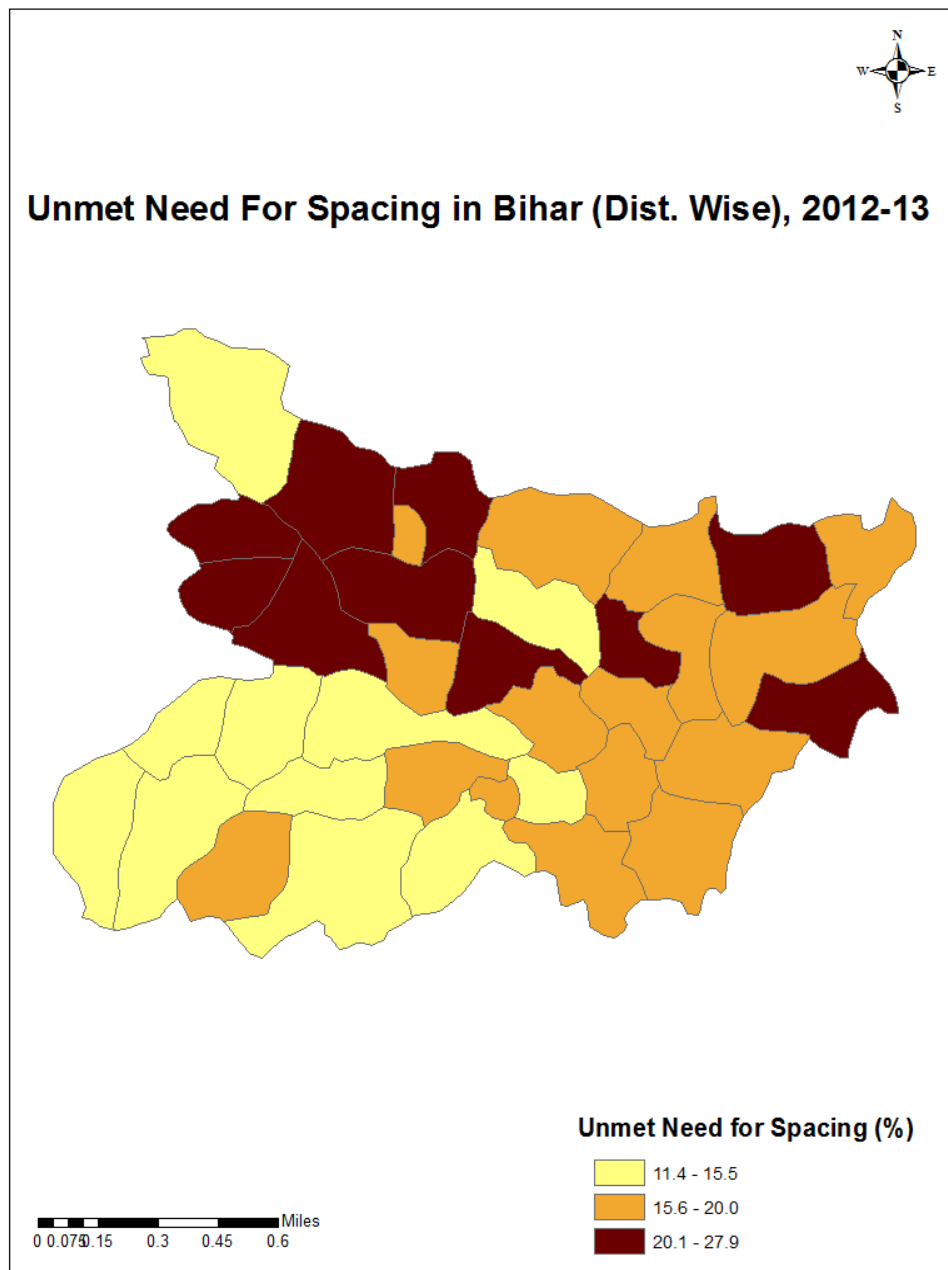 N
W E
S
Unmet Need For Spacing in Bihar (Dist. Wise), 2012-13
Unmet Need for Spacing (%)
11.4 - 15.5
15.6 - 20.0
20.1 - 27.9
Miles
0 0.075 0.15 0.3 0.45 0.6